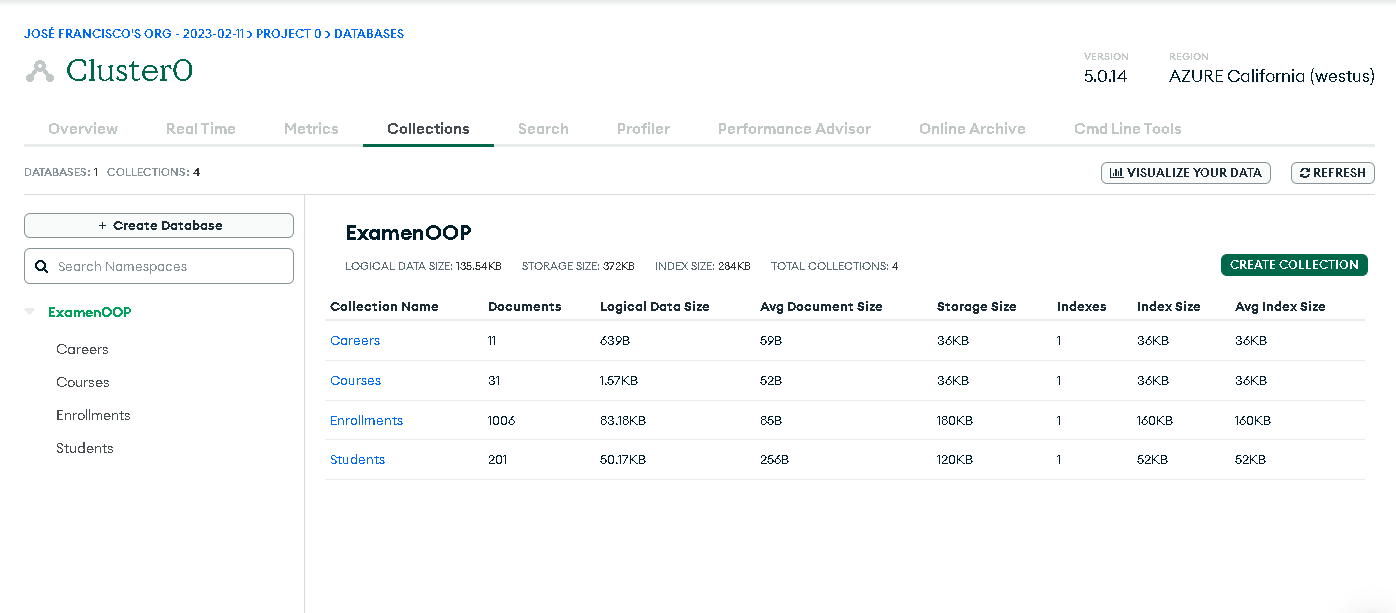 JOSÉ FRANCISCO'S ORG - 2023-02-11 > PROJECT 0 > DATABASES
Cluster0
VERSION
5.0.14
REGION
AZURE California (westus)
Overview Real Time Metrics Collections Search Profiler Performance Advisor Online Archive Cmd Line Tools
DATABASES: 1 COLLECTIONS: 4
VISUALIZE YOUR DATA
REFRESH
+ Create Database
Search Namespaces
ExamenOOP
Careers
Courses
Enrollments
Students
ExamenOOP
LOGICAL DATA SIZE: 135.54KB STORAGE SIZE: 372KB INDEX SIZE: 284KB TOTAL COLLECTIONS: 4
CREATE COLLECTION
Collection Name Documents Logical Data Size Avg Document Size Storage Size Indexes Index Size Avg Index Size
Careers 11 639B 59B 36KB 1 36KB 36KB
Courses 31 1.57KB 52B 36KB 1 36KB 36KB
Enrollments 1006 83.18KB 85B 180KB 1 160KB 160KB
Students 201 50.17KB 256B 120KB 1 52KB 52KB